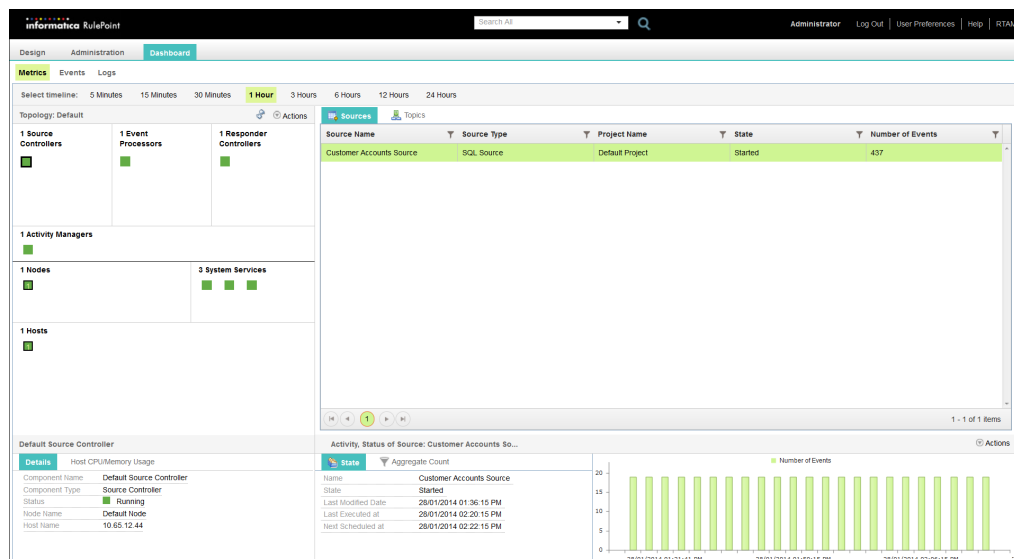 informatica RulePoint
Search All
Administrator Log Out User Preferences Help RTAM
Design Administration Dashboard
Metrics Events Logs
Select timeline: 5 Minutes 15 Minutes 30 Minutes 1 Hour 3 Hours 6 Hours 12 Hours 24 Hours
Topology: Default Actions
Sources Topics
1 Source Controllers
1 Event Processors
1 Responder Controllers
Source Name Source Type Project Name State Number of Events
Customer Accounts Source SQL Source Default Project Started 437
1 Activity Managers
1 Nodes
3 System Services
1 Hosts
1
1 - 1 of 1 items
Default Source Controller
Details Host CPU/Memory Usage
Component Name Default Source Controller
Component Type Source Controller
Status Running
Node Name Default Node
Host Name 10.65.12.44
Activity, Status of Source: Customer Accounts So... Actions
State Aggregate Count
Name Customer Accounts Source
State Started
Last Modified Date 28/01/2014 01:36:15 PM
Last Executed at 28/01/2014 02:20:15 PM
Next Scheduled at 28/01/2014 02:22:15 PM
Number of Events
20
15
10
5
0